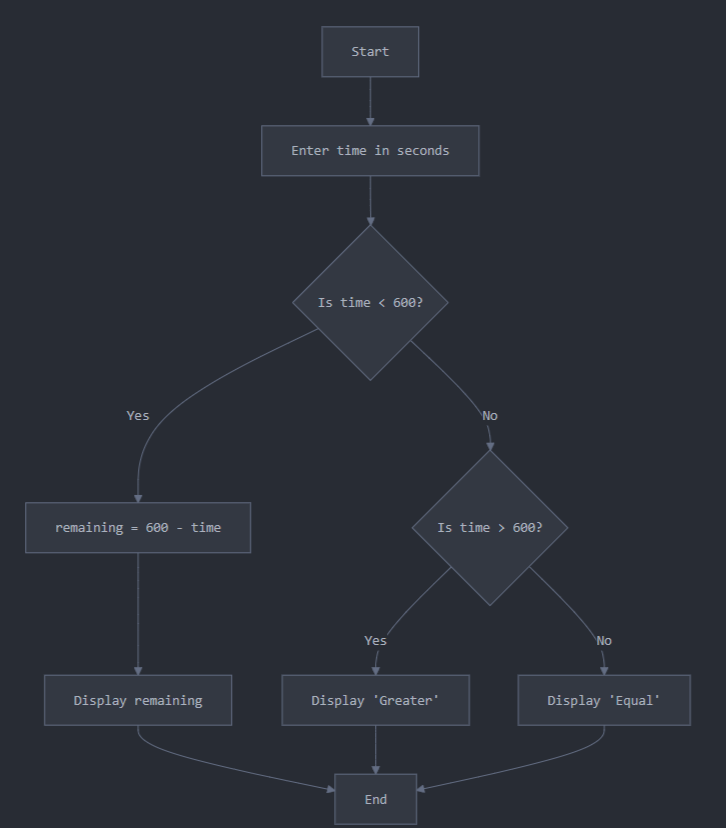 Start
Enter time in seconds
Is time < 600?
Yes
No
remaining = 600 - time
Is time > 600?
Yes
No
Display remaining
Display 'Greater'
Display 'Equal'
End